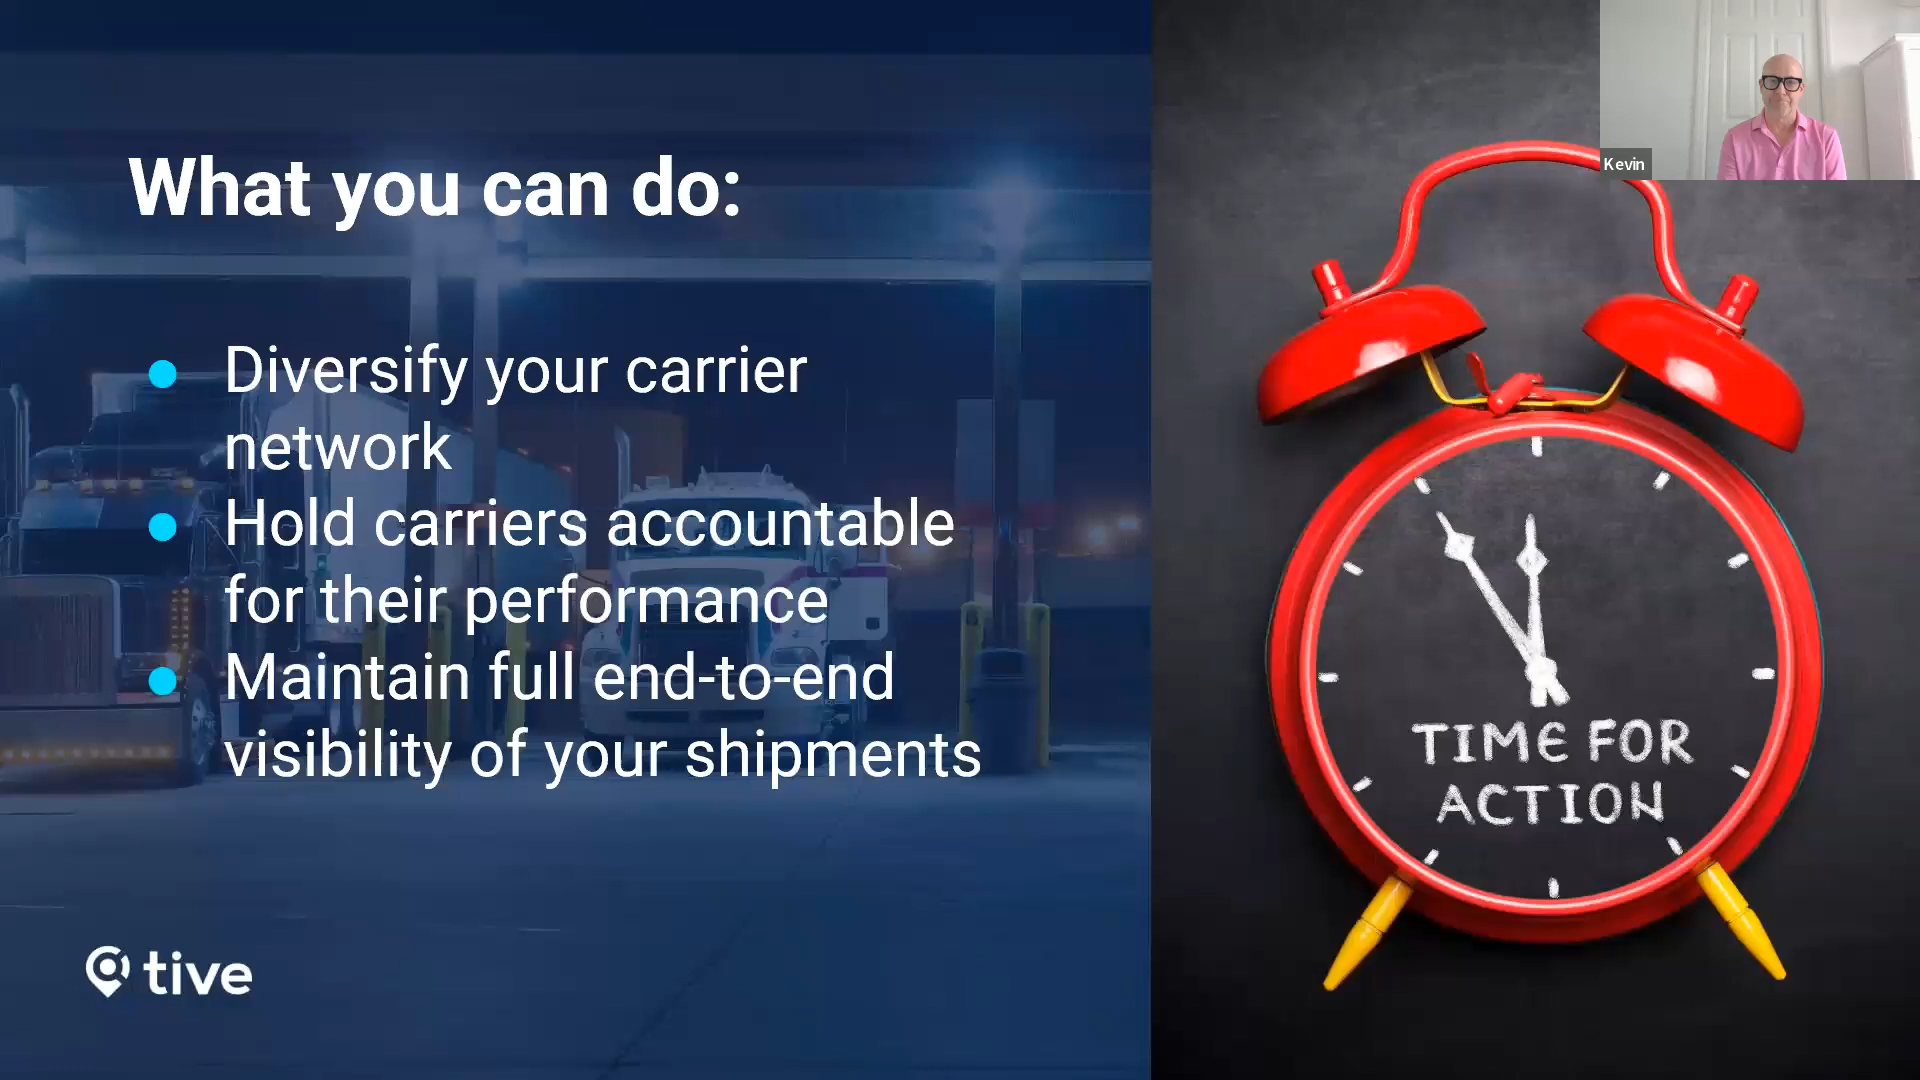 What you can do:
Diversify your carrier
network
Hold carriers accountable
for their performance
Maintain full end-to-end
visibility of your shipments
tive
Kevin
TIME FOR
ACTION